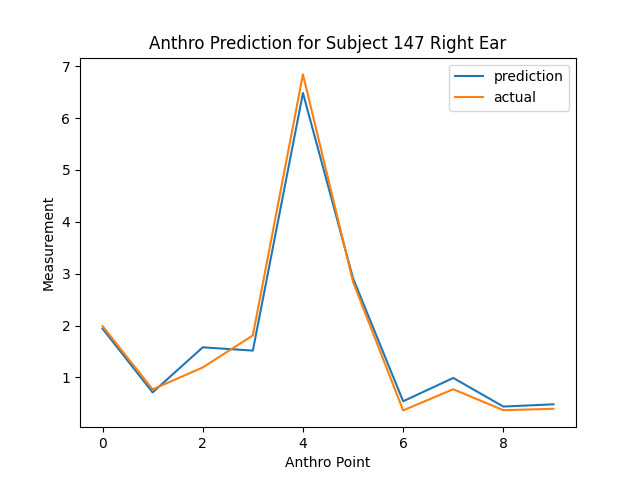 Anthro Prediction for Subject 147 Right Ear
prediction
actual
7
6
5
4
3
2
1
Measurement
0 2 4 6 8
Anthro Point